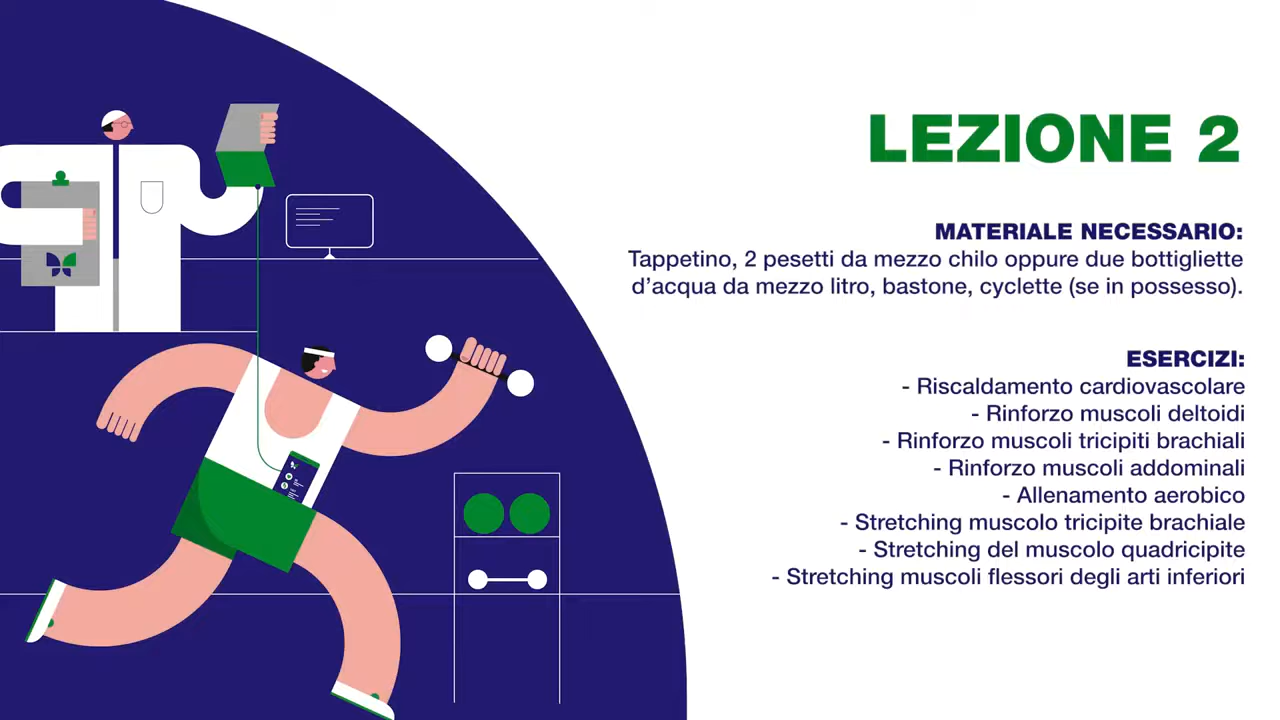 LEZIONE 2
MATERIALE NECESSARIO:
Tappetino, 2 pesetti da mezzo chilo oppure due bottigliette
d'acqua da mezzo litro, bastone, cyclette (se in possesso).
ESERCIZI:
- Riscaldamento cardiovascolare
- Rinforzo muscoli deltoidi
- Rinforzo muscoli tricipiti brachiali
- Rinforzo muscoli addominali
- Allenamento aerobico
- Stretching muscolo tricipite brachiale
- Stretching del muscolo quadricipite
- Stretching muscoli flessori degli arti inferiori